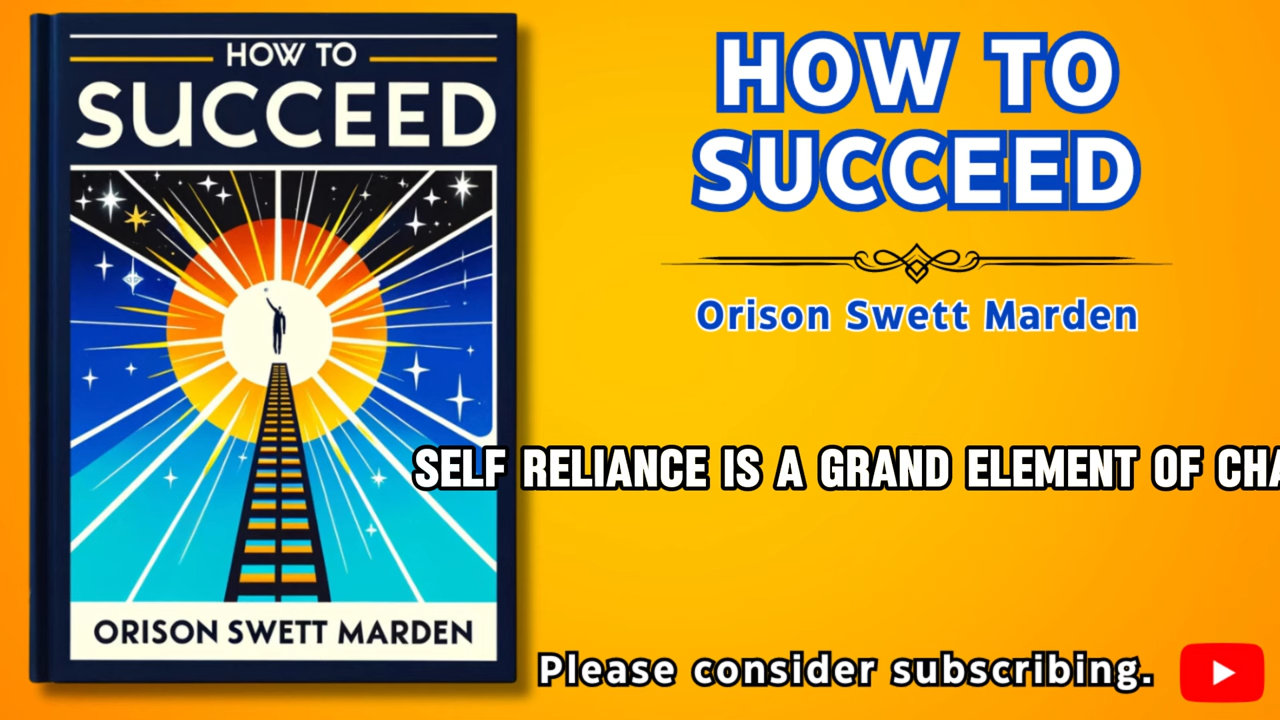 HOW TO
SUCCEED
ORISON SWETT MARDEN
HOW TO
SUCCEED
Orison Swett Marden
SELF RELIANCE IS A GRAND ELEMENT OF
Please consider subscribing.